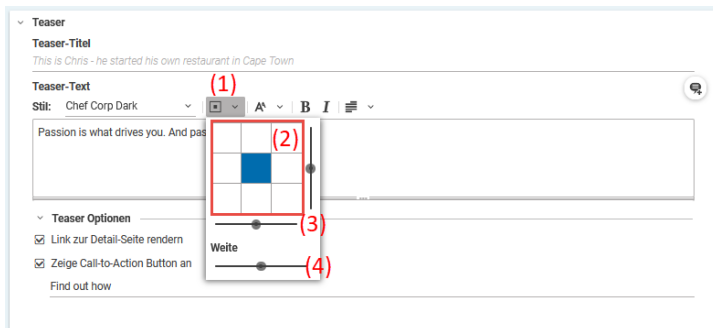 Teaser
Teaser-Titel
This is Chris - he started his own restaurant in Cape Town
Teaser-Text
(1)
Stil: Chef Corp Dark B I
Passion is what drives you. And pas
(2)
(3)
Weite
(4)
Teaser Optionen
Link zur Detail-Seite rendern
Zeige Call-to-Action Button an
Find out how